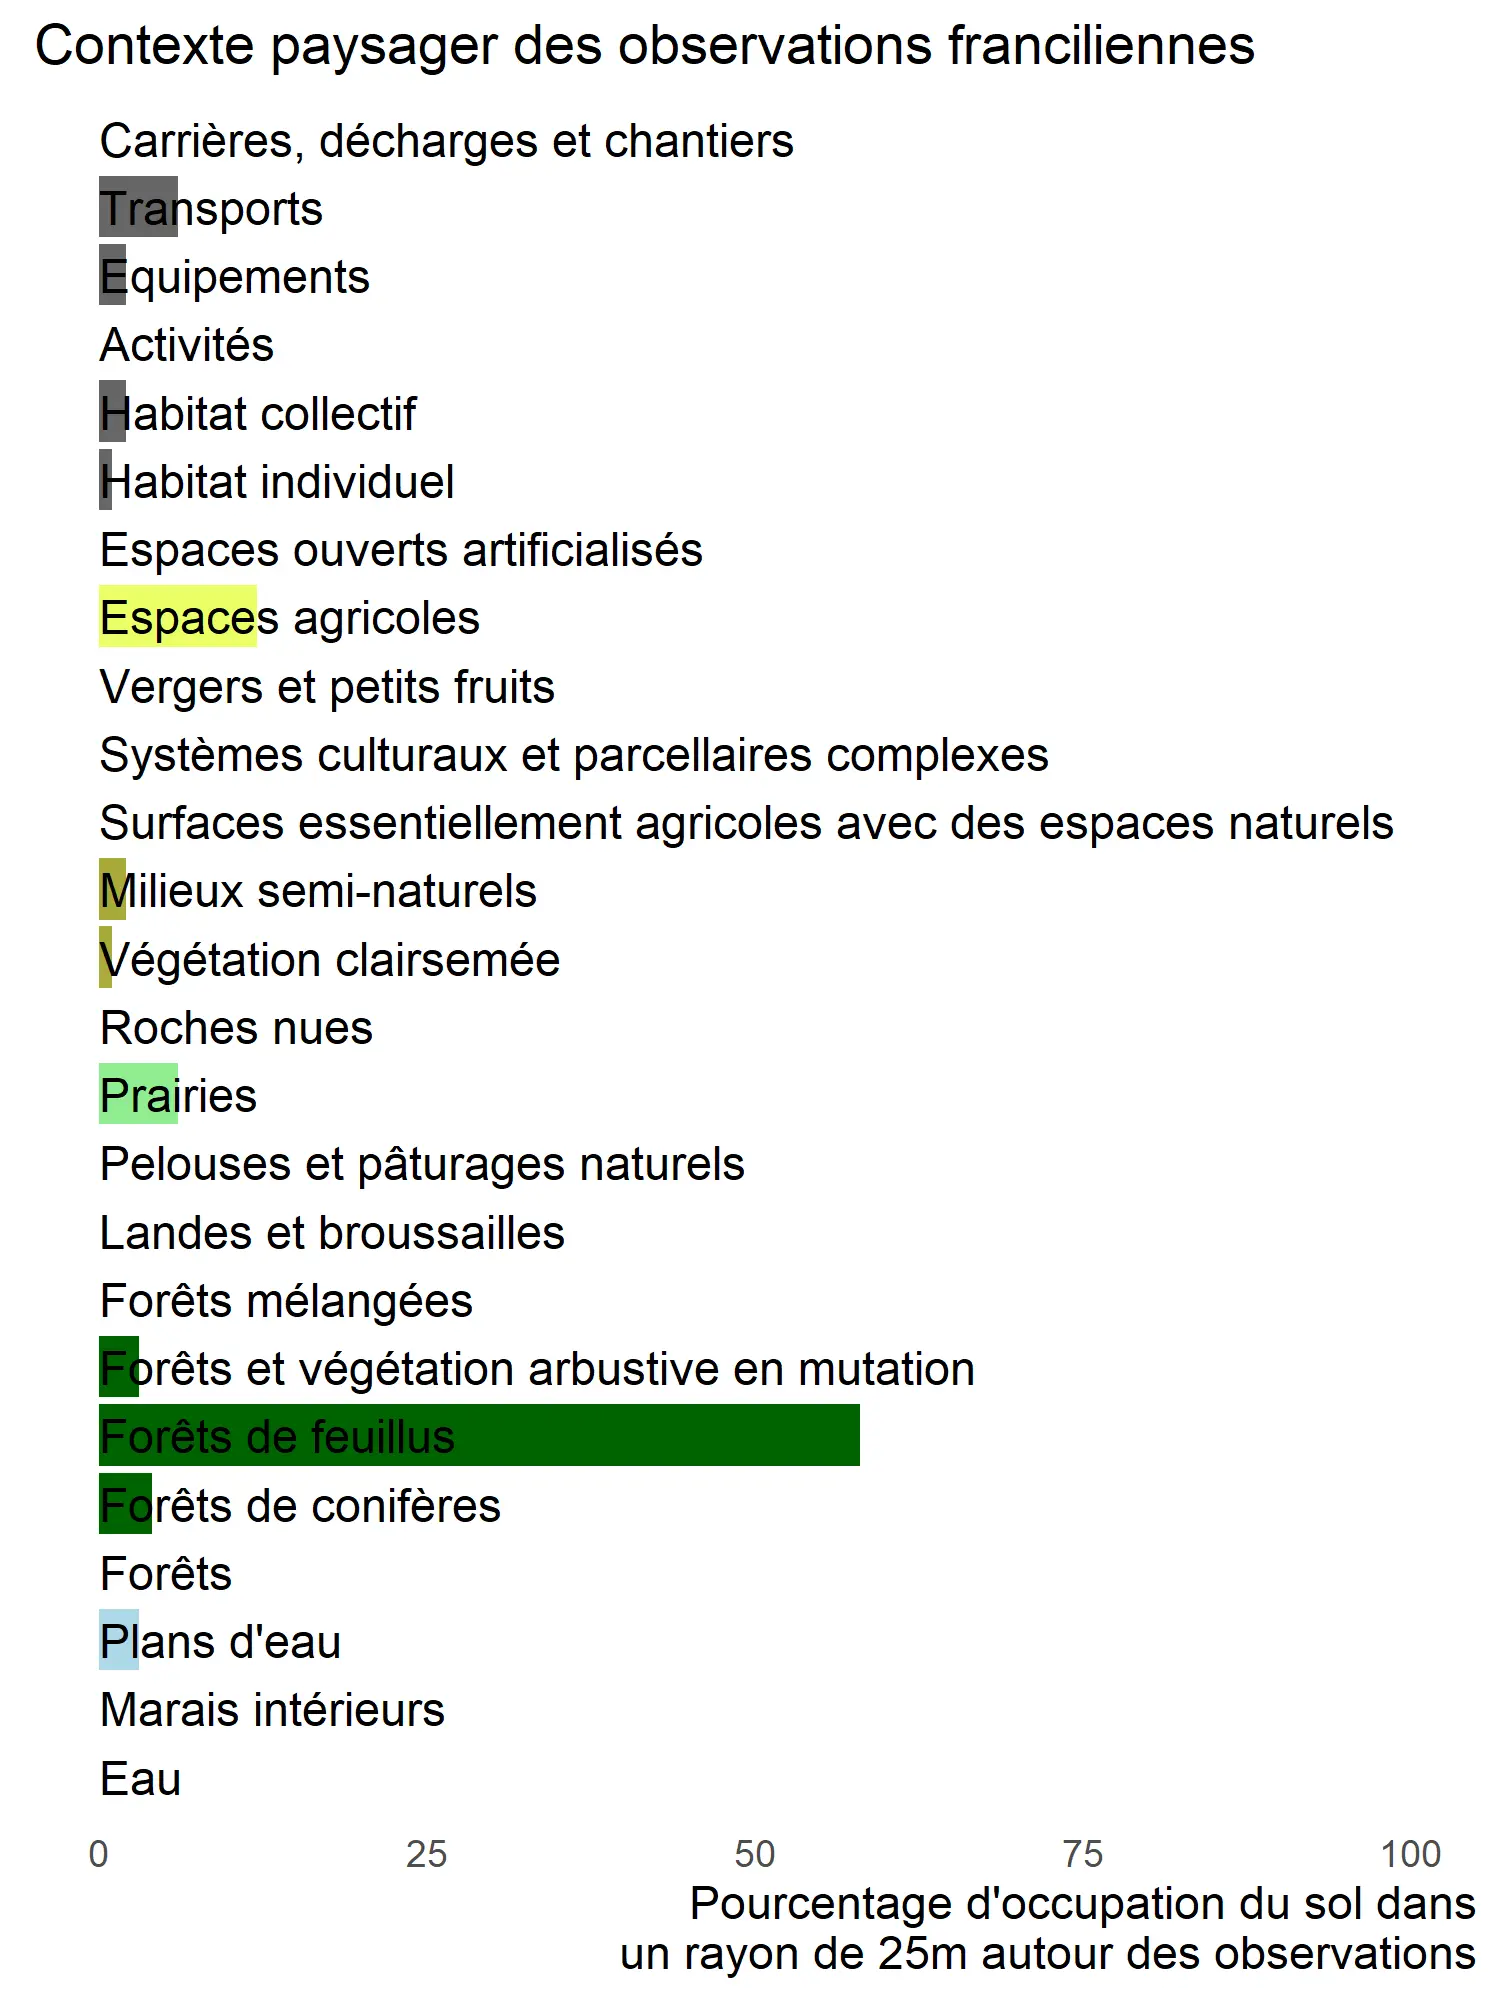 Contexte paysager des observations franciliennes
Carrières, décharges et chantiers
Transports
Equipements
Activités
Habitat collectif
Habitat individuel
Espaces ouverts artificialisés
Espaces agricoles
Vergers et petits fruits
Systèmes culturaux et parcellaires complexes
Surfaces essentiellement agricoles avec des espaces naturels
Milieux semi-naturels
Végétation clairsemée
Roches nues
Prairies
Pelouses et pâturages naturels
Landes et broussailles
Forêts mélangées
Forêts et végétation arbustive en mutation
Forêts de feuillus
Forêts de conifères
Forêts
Plans d'eau
Marais intérieurs
Eau
0 25 50 75 100
Pourcentage d'occupation du sol dans
un rayon de 25m autour des observations